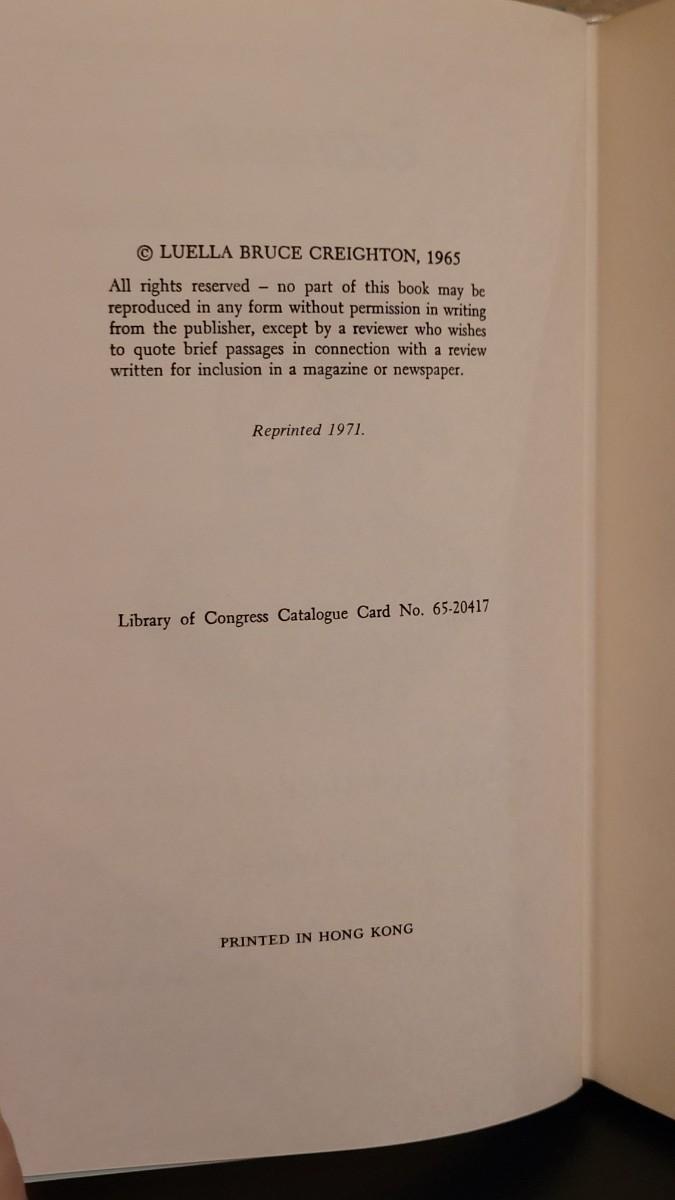 © LUELLA BRUCE CREIGHTON, 1965
All rights reserved – no part of this book may be
reproduced in any form without permission in writing
from the publisher, except by a reviewer who wishes
to quote brief passages in connection with a review
written for inclusion in a magazine or newspaper.
Reprinted 1971.
Library of Congress Catalogue Card No. 65-20417
PRINTED IN HONG KONG